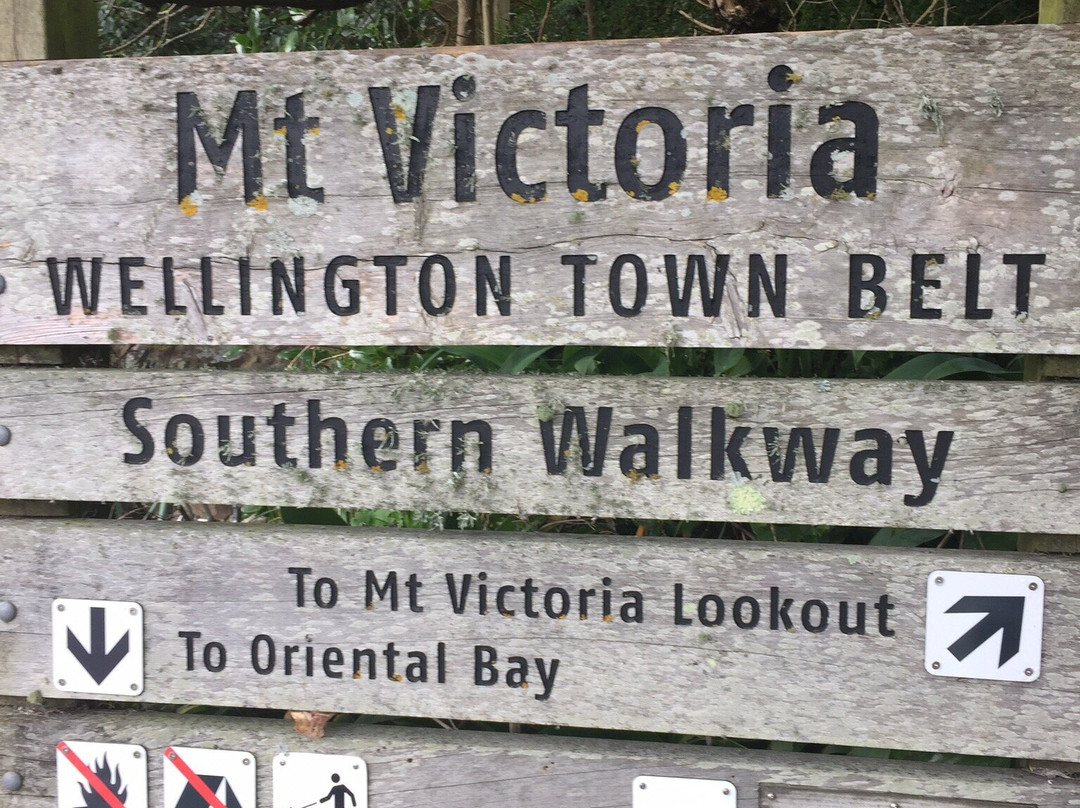 Mt Victoria
WELLINGTON TOWN BELT
Southern Walkway
To Mt Victoria Lookout
To Oriental Bay